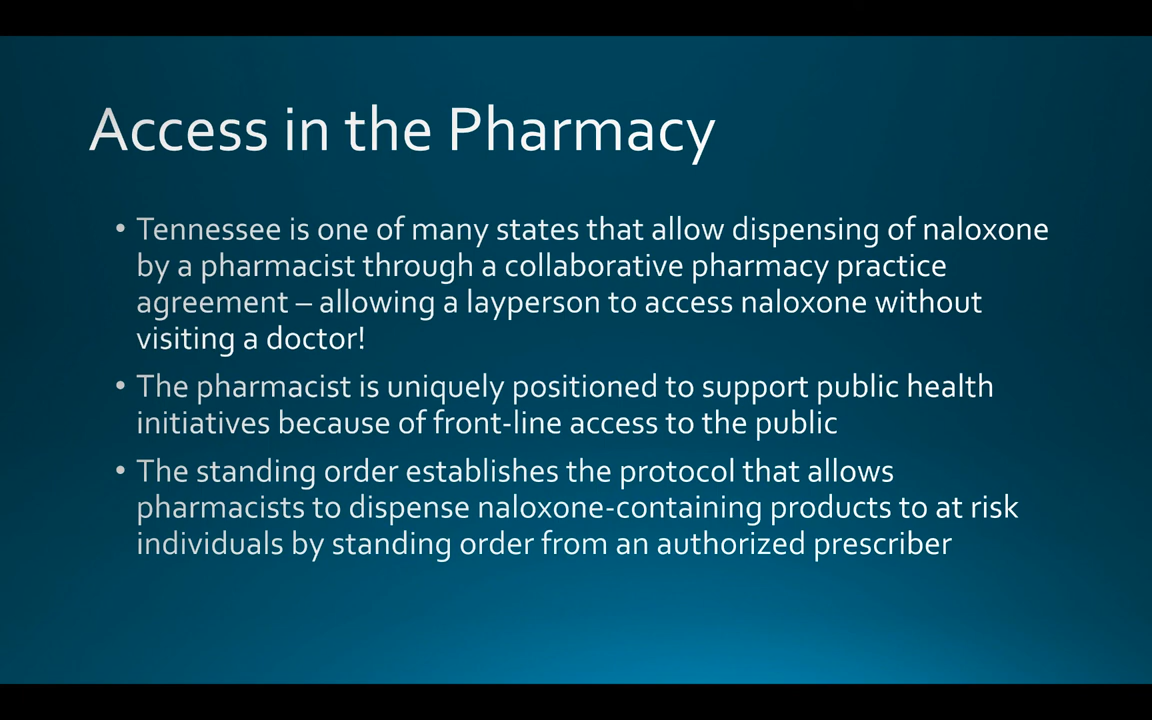 Access in the Pharmacy
• Tennessee is one of many states that allow dispensing of naloxone
by a pharmacist through a collaborative pharmacy practice
agreement – allowing a layperson to access naloxone without
visiting a doctor!
• The pharmacist is uniquely positioned to support public health
initiatives because of front-line access to the public
• The standing order establishes the protocol that allows
pharmacists to dispense naloxone-containing products to at risk
individuals by standing order from an authorized prescriber